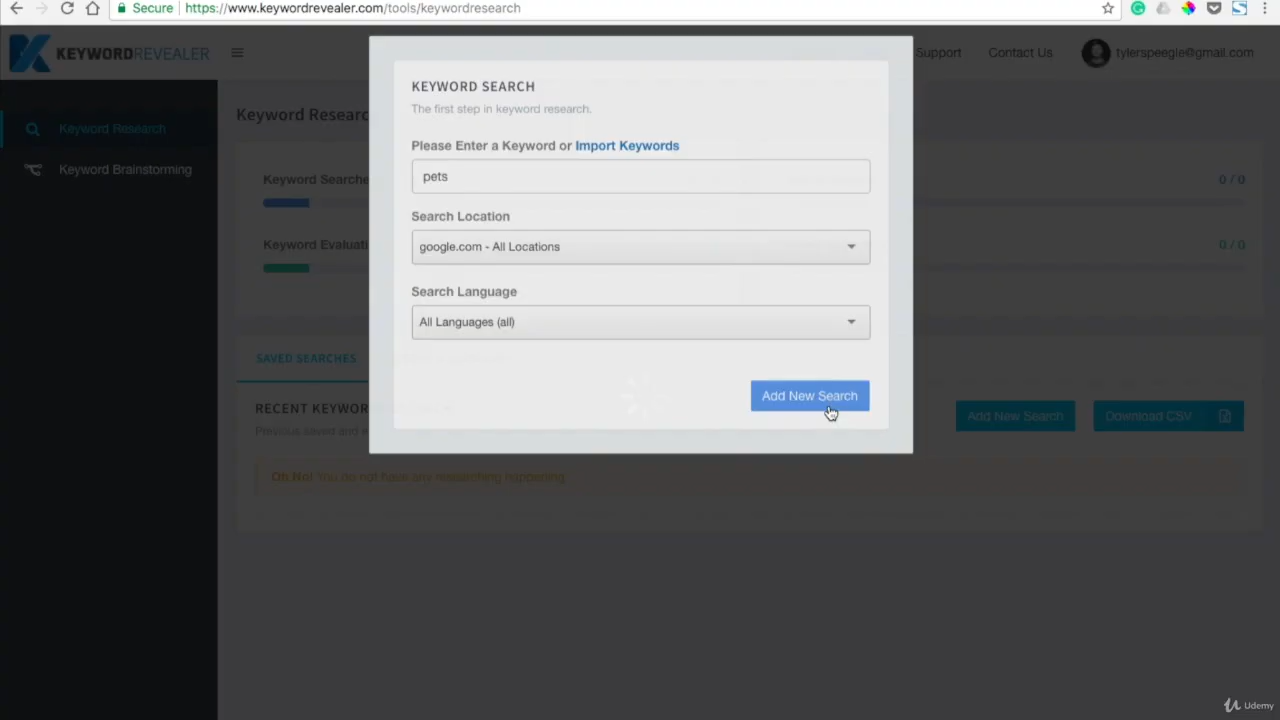 Secure https://www.keywordrevealer.com/tools/keywordresearch
KEYWORDREVEALER
Support
Contact Us
tylerspeegle@gmail.com
Keyword Research
Keyword Brainstorming
Keyword Researc
Keyword Searche
0 / 0
Keyword Evaluati
0 / 0
KEYWORD SEARCH
The first step in keyword research.
Please Enter a Keyword or Import Keywords
pets
Search Location
google.com - All Locations
Search Language
All Languages (all)
Add New Search
SAVED SEARCHES
RECENT KEYWOR
Previous saved and
Add New Search
Download CSV
Oh No! You do not have any researching happening
Udemy